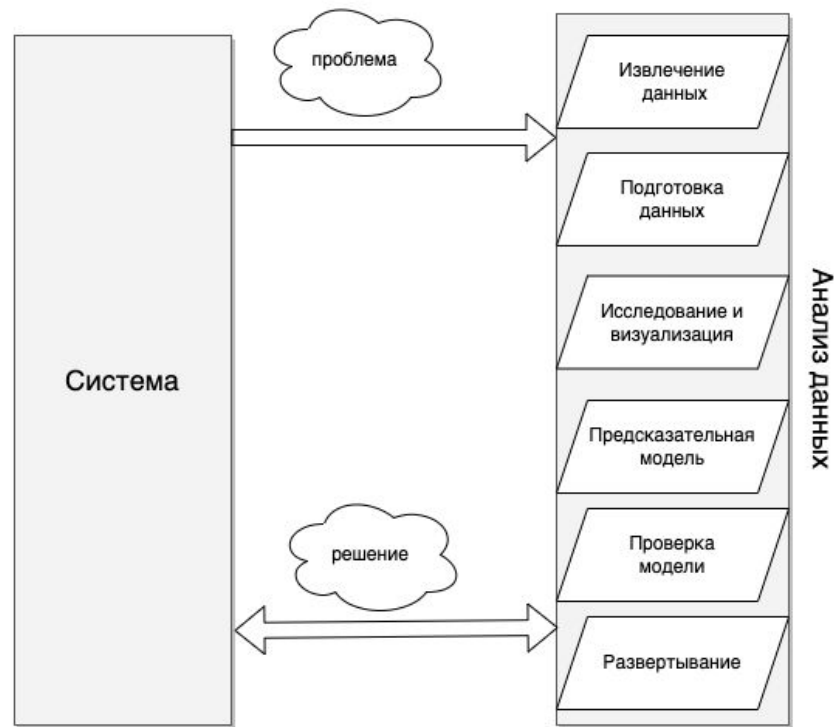 проблема
Извлечение
данных
Подготовка
данных
Исследование и
визуализация
Система
Анализ данных
Предсказательная
модель
решение
Проверка
модели
Развертывание